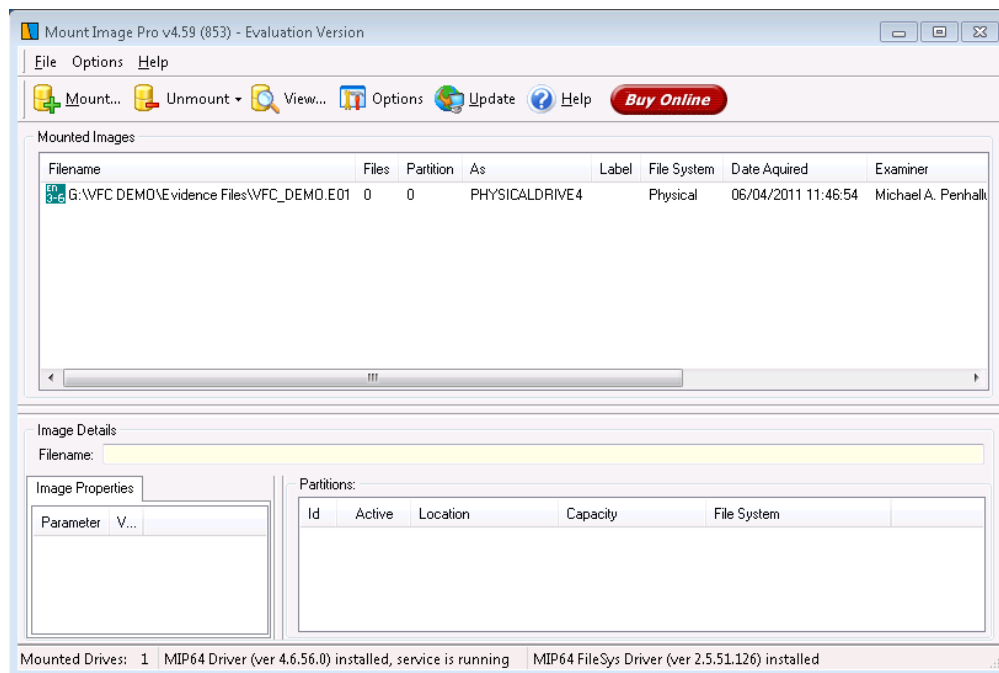 Mount Image Pro v4.59 (853) - Evaluation Version
File Options Help
Mount... Unmount View... Options Update Help Buy Online
Mounted Images
Filename Files Partition As Label File System Date Aquired Examiner
En 3-6 G:\VFC DEMO\Evidence Files\VFC_DEMO.E01 0 0 PHYSICALDRIVE4 Physical 06/04/2011 11:46:54 Michael A. Penhall
Image Details
Filename:
Image Properties
Partitions:
Parameter V...
Id Active Location Capacity File System
Mounted Drives: 1 MIP64 Driver (ver 4.6.56.0) installed, service is running MIP64 FileSys Driver (ver 2.5.51.126) installed